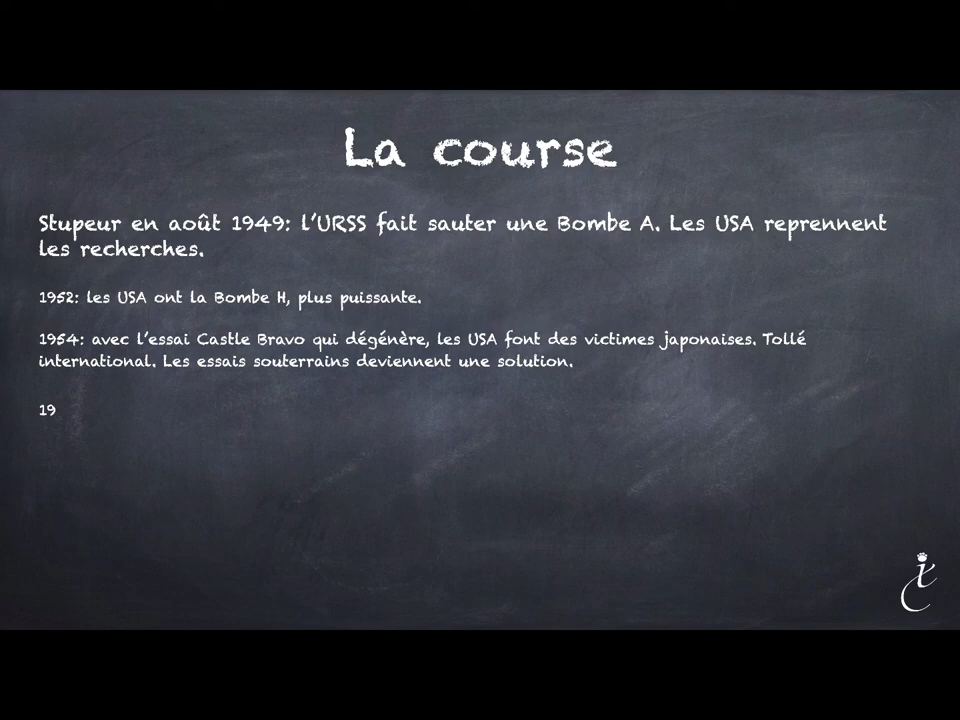 La course
Stupeur en août 1949: l'URSS fait sauter une Bombe A. Les USA reprennent
les recherches.
1952: les USA ont la Bombe H, plus puissante.
1954: avec l'essai Castle Bravo qui dégénère, les USA font des victimes japonaises. Tollé
international. Les essais souterrains deviennent une solution.
19